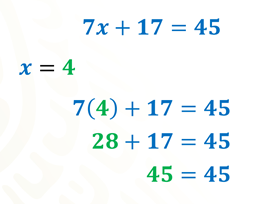 7x + 17 = 45
x = 4
7(4) + 17 = 45
28 + 17 = 45
45 = 45